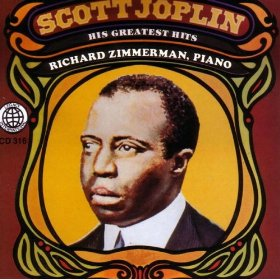 SCOTT JOPLIN
HIS GREATEST HITS
RICHARD ZIMMERMAN, PIANO
CD 316